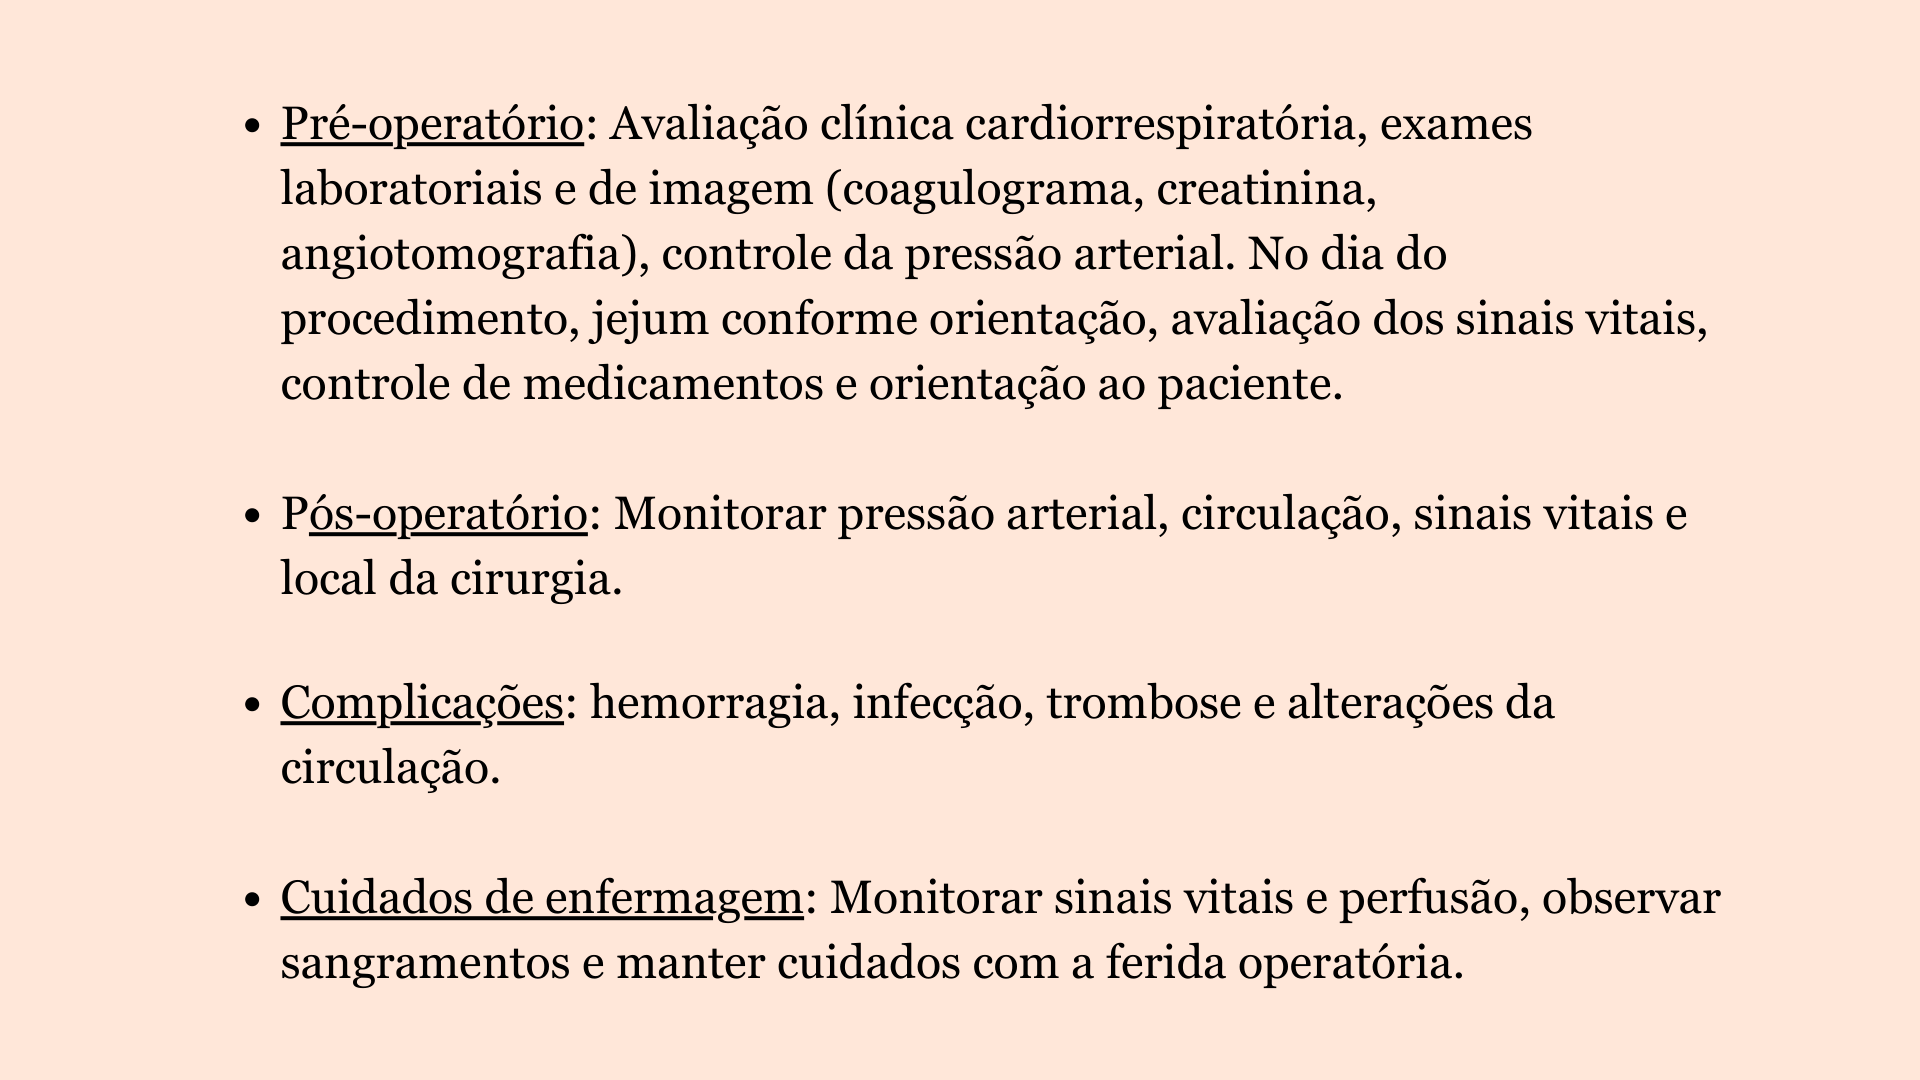 • Pré-operatório: Avaliação clínica cardiorrespiratória, exames
laboratoriais e de imagem (coagulograma, creatinina,
angiotomografia), controle da pressão arterial. No dia do
procedimento, jejum conforme orientação, avaliação dos sinais vitais,
controle de medicamentos e orientação ao paciente.
• Pós-operatório: Monitorar pressão arterial, circulação, sinais vitais e
local da cirurgia.
• Complicações: hemorragia, infecção, trombose e alterações da
circulação.
• Cuidados de enfermagem: Monitorar sinais vitais e perfusão, observar
sangramentos e manter cuidados com a ferida operatória.